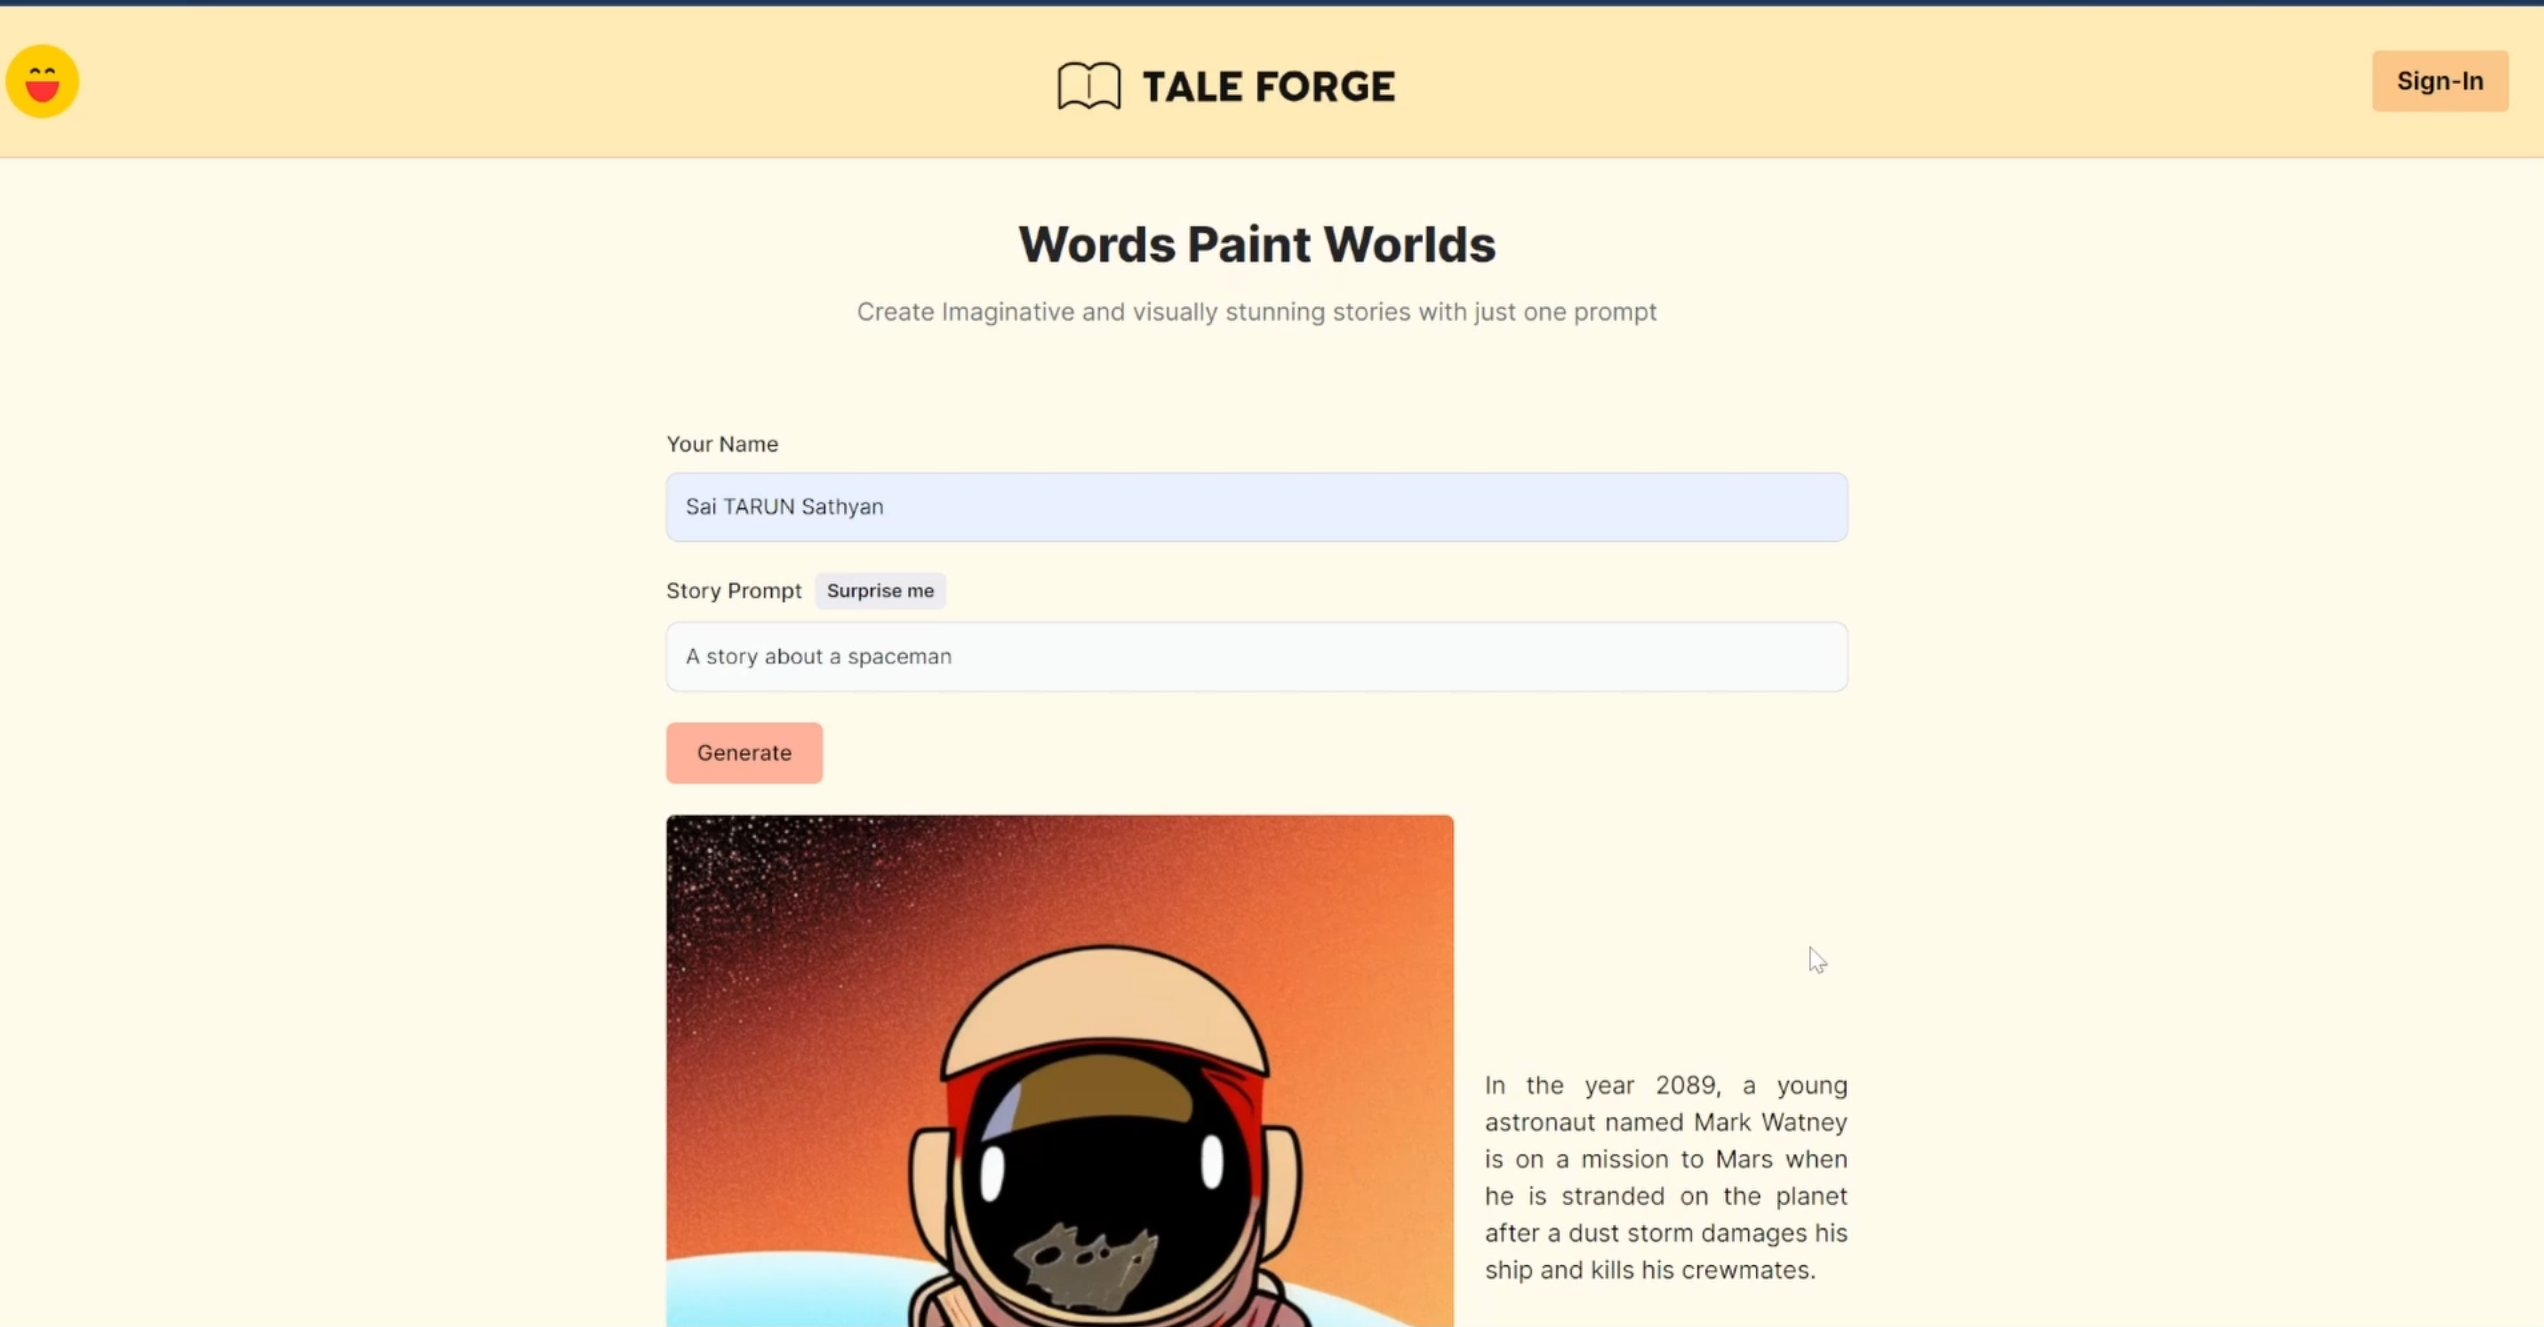 TALE FORGE
Sign-In
Words Paint Worlds
Create Imaginative and visually stunning stories with just one prompt
Your Name
Sai TARUN Sathyan
Story Prompt
Surprise me
A story about a spaceman
Generate
In the year 2089, a young
astronaut named Mark Watney
is on a mission to Mars when
he is stranded on the planet
after a dust storm damages his
ship and kills his crewmates.